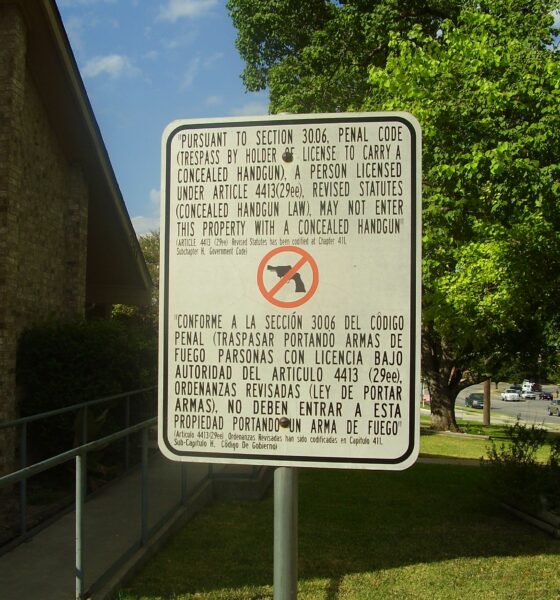 "PURSUANT TO SECTION 30.06, PENAL CODE
(TRESPASS BY HOLDER OF LICENSE TO CARRY A
CONCEALED HANDGUN), A PERSON LICENSED
UNDER ARTICLE 4413(29ee), REVISED STATUTES
(CONCEALED HANDGUN LAW), MAY NOT ENTER
THIS PROPERTY WITH A CONCEALED HANDGUN"
(ARTICLE 4413 (29ee) Revised Statutes has been codified at Chapter 411,
Subchapter H, Government Code)
"CONFORME A LA SECCIÓN 30.06 DEL CÓDIGO
PENAL (TRASPASAR PORTANDO ARMAS DE
FUEGO PARSONAS CON LICENCIA BAJO
AUTORIDAD DEL ARTICULO 4413 (29ee),
ORDENANZAS REVISADAS (LEY DE PORTAR
ARMAS), NO DEBEN ENTRAR A ESTA
PROPIEDAD PORTANDO UN ARMA DE FUEGO"
(Articulo 4413(29ee) Ordenanzas Revisadas han sido codificadas en Capitulo 411,
Sub-Capitulo H, Código De Gobierno)